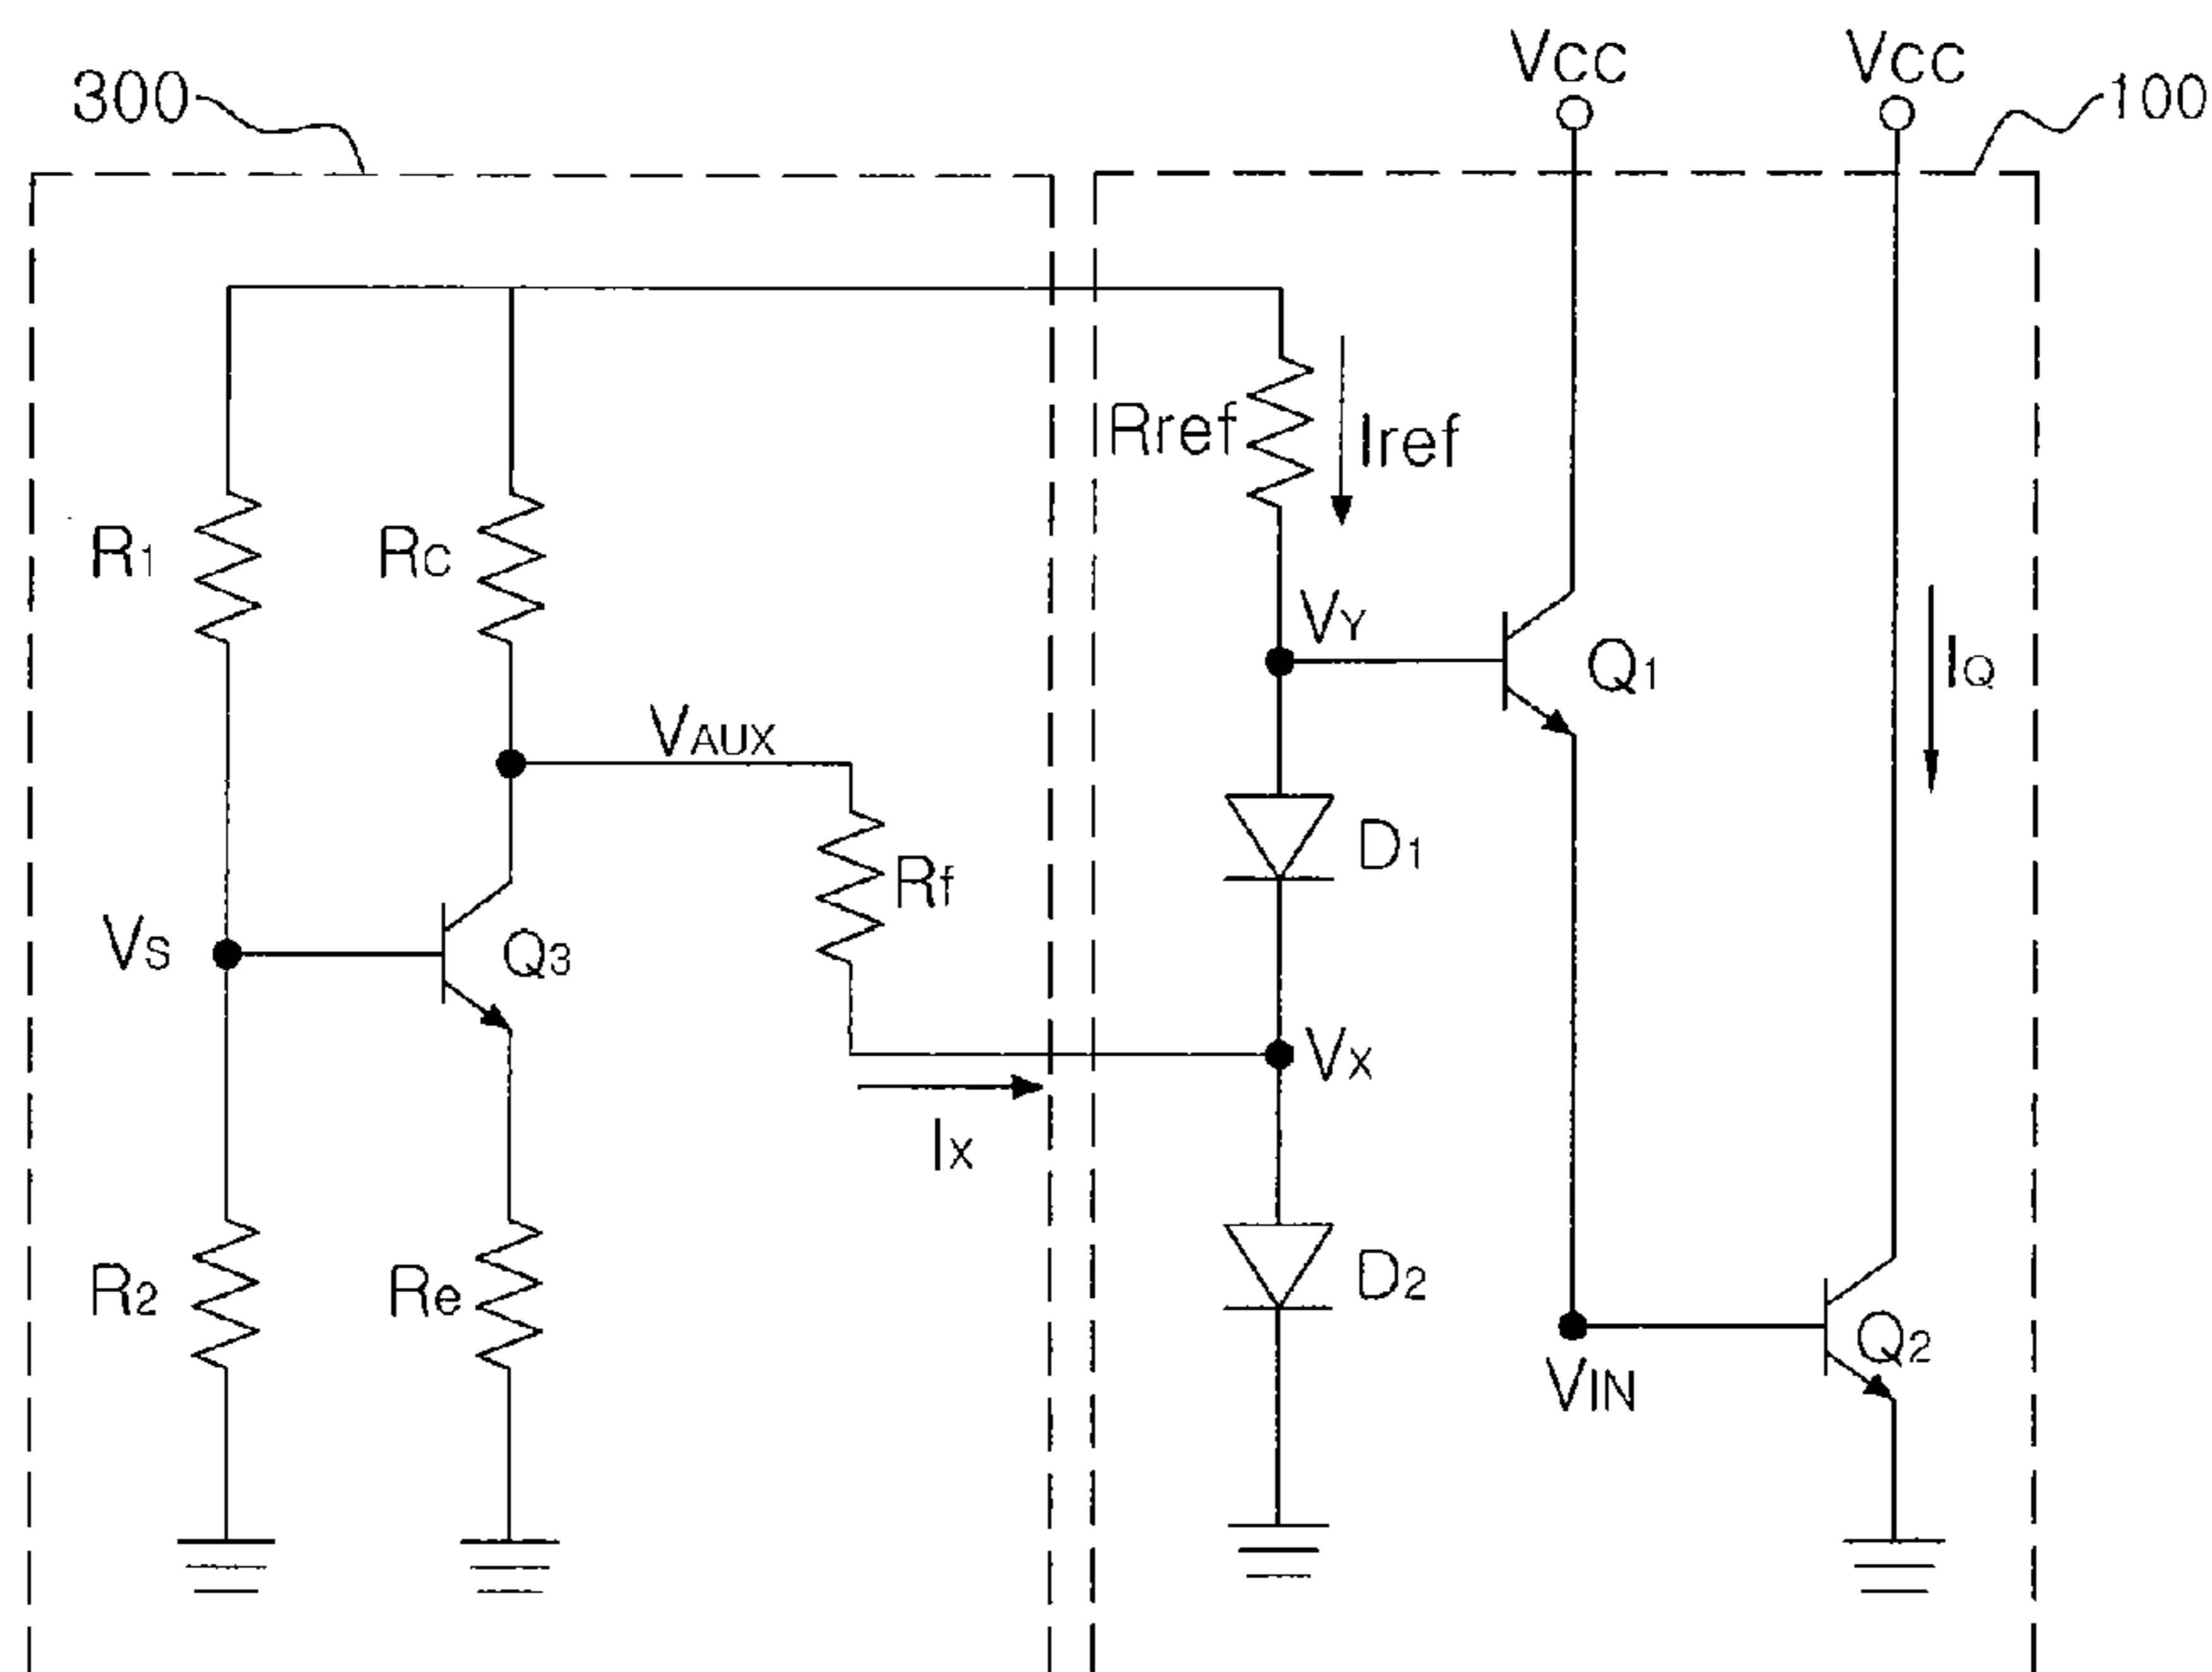 VCC VCC
300 100
Rref Iref
R1 RC
VY
Q1 IQ
VAUX
D1
Rf
VS Q3
VX
IX
R2 Re D2
Q2
VIN